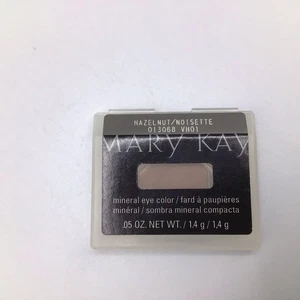 HAZELNUT/NOISETTE
013068 VH01
MARY KAY
mineral eye color / fard à paupières
minéral / sombra mineral compacta
.05 OZ. NET WT. / 1,4 g / 1,4 g